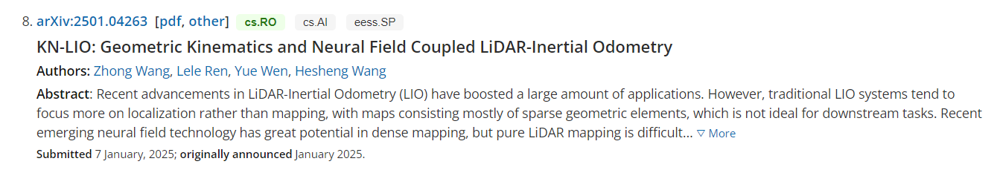 8. arXiv:2501.04263 [pdf, other] cs.RO cs.AI eess.SP
KN-LIO: Geometric Kinematics and Neural Field Coupled LiDAR-Inertial Odometry
Authors: Zhong Wang, Lele Ren, Yue Wen, Hesheng Wang
Abstract: Recent advancements in LiDAR-Inertial Odometry (LIO) have boosted a large amount of applications. However, traditional LIO systems tend to
focus more on localization rather than mapping, with maps consisting mostly of sparse geometric elements, which is not ideal for downstream tasks. Recent
emerging neural field technology has great potential in dense mapping, but pure LiDAR mapping is difficult... ▽ More
Submitted 7 January, 2025; originally announced January 2025.